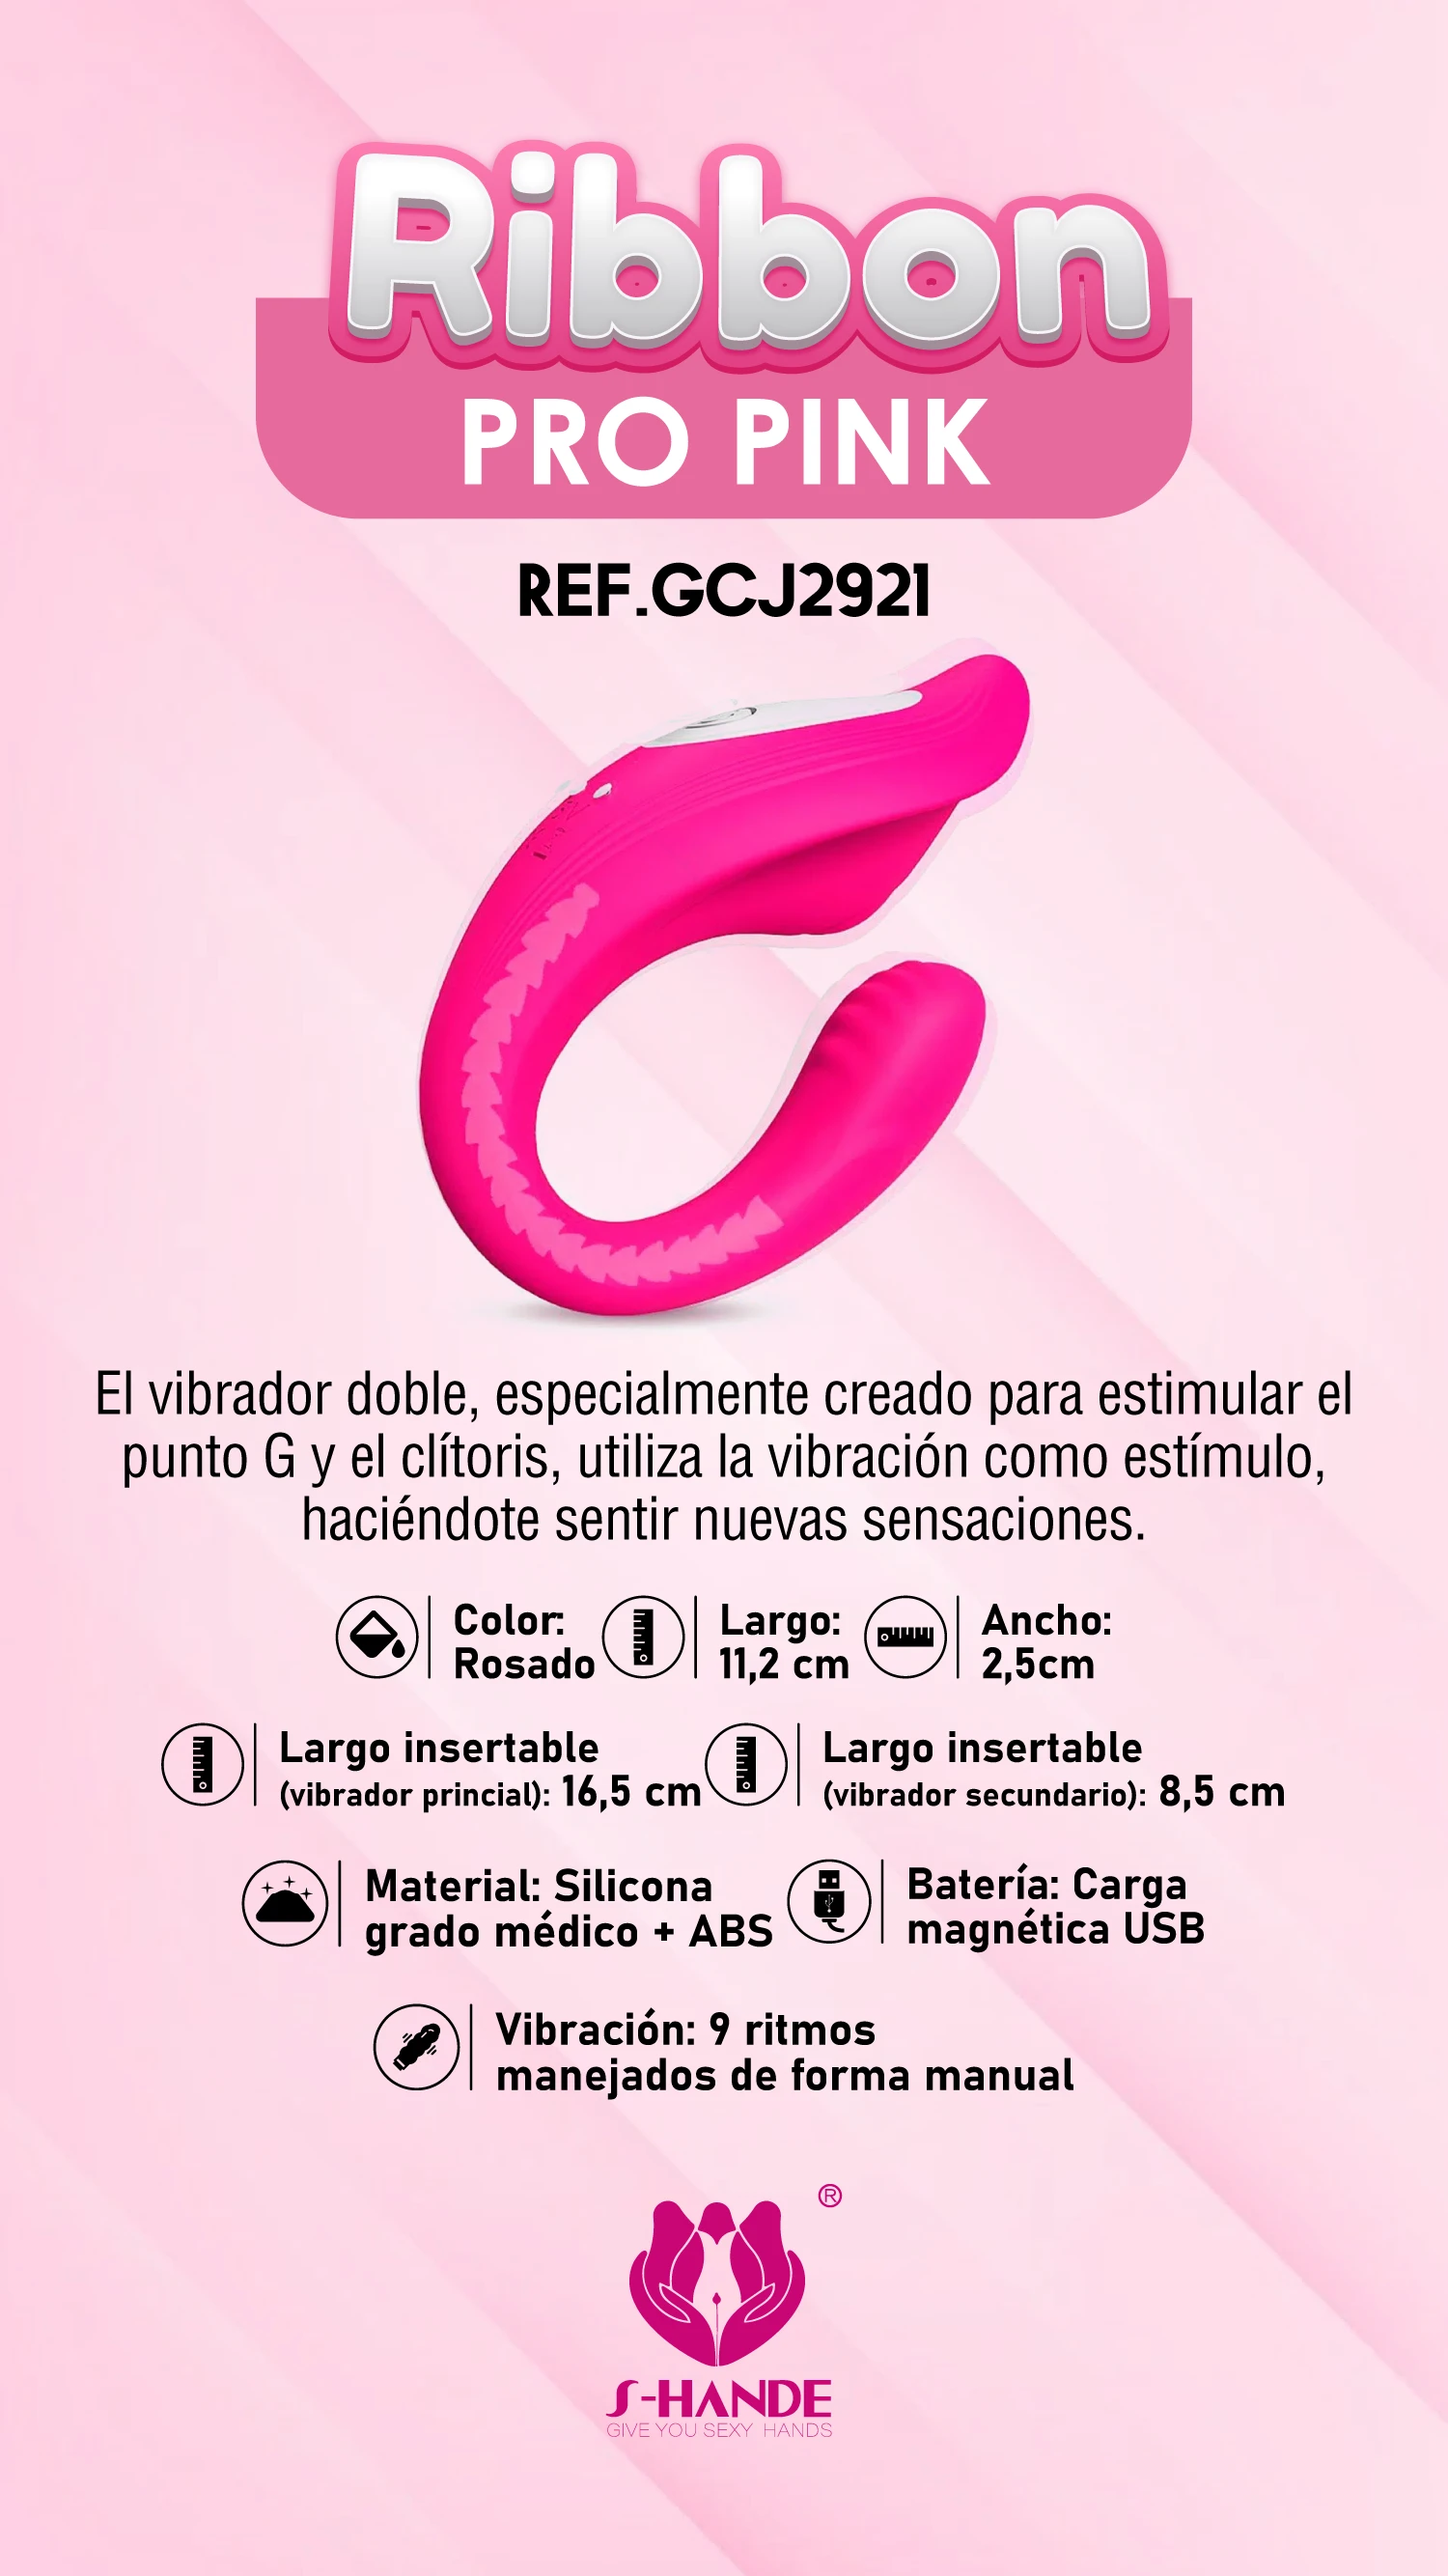 Ribbon
PRO PINK
REF.GCJ2921
El vibrador doble, especialmente creado para estimular el
punto G y el clítoris, utiliza la vibración como estímulo,
haciéndote sentir nuevas sensaciones.
Color:
Rosado
Largo:
11,2 cm
Ancho:
2,5cm
Largo insertable
(vibrador princial): 16,5 cm
Largo insertable
(vibrador secundario): 8,5 cm
Material: Silicona
grado médico + ABS
Batería: Carga
magnética USB
Vibración: 9 ritmos
manejados de forma manual
®
S-HANDE
GIVE YOU SEXY HANDS